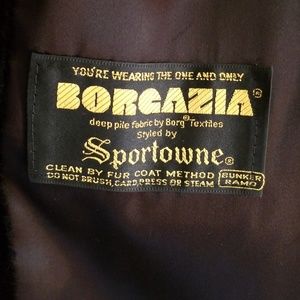 YOU'RE WEARING THE ONE AND ONLY
BORGAZIA®
deep pile fabric by Borg® Textiles
Styled by
Sportowne®
CLEAN BY FUR COAT METHOD
DO NOT BRUSH, CARD, PRESS OR STEAM
BUNKER
RAMO